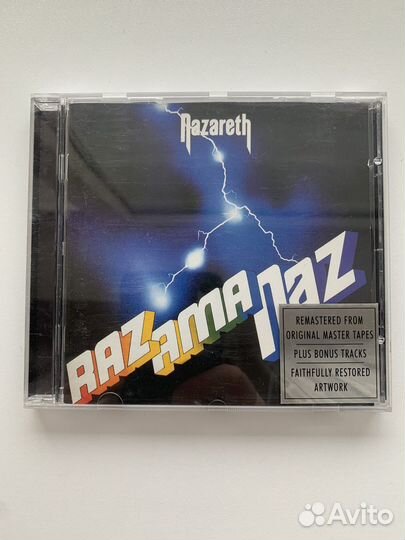 Nazareth
RAZAMANAZ
REMASTERED FROM
ORIGINAL MASTER TAPES
PLUS BONUS TRACKS
FAITHFULLY RESTORED
ARTWORK
Avito